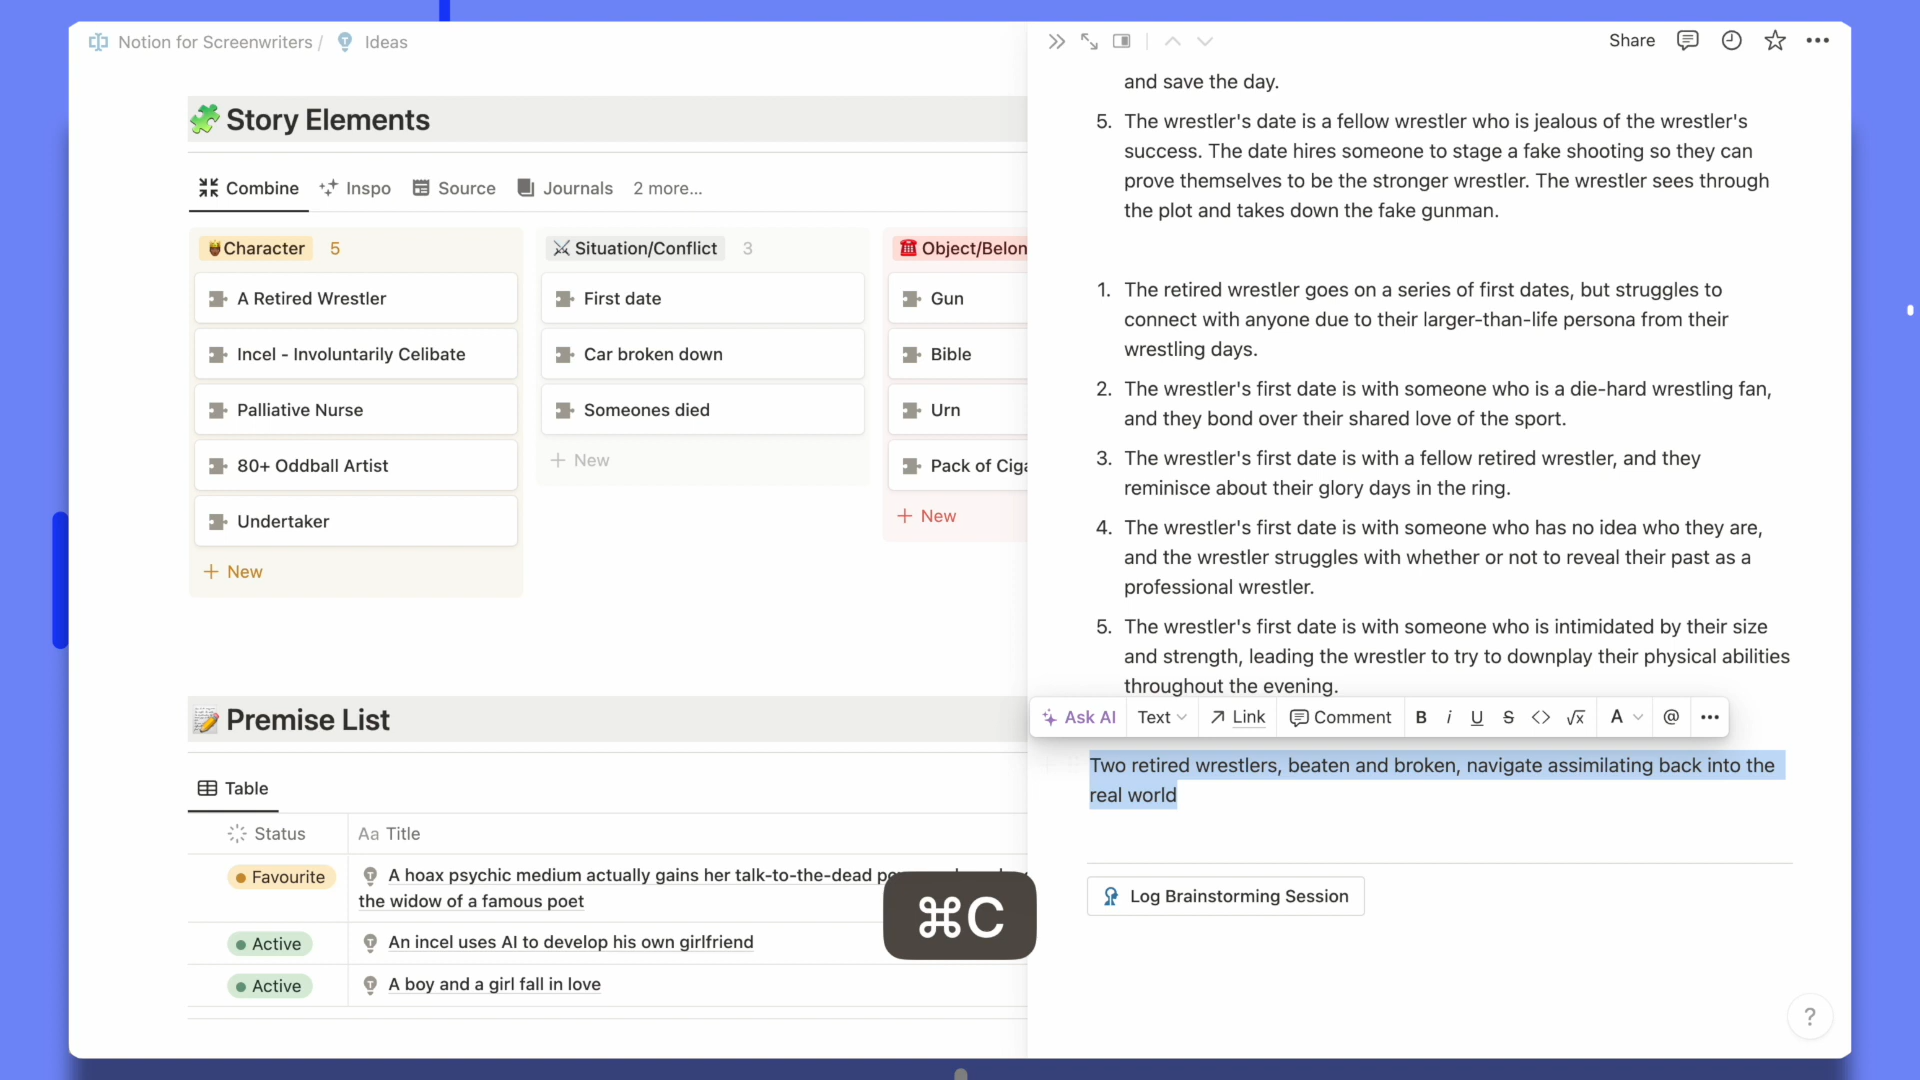 Notion for Screenwriters / Ideas
Share
Story Elements
Combine Inspo Source Journals 2 more...
Character 5
A Retired Wrestler
Incel - Involuntarily Celibate
Palliative Nurse
80+ Oddball Artist
Undertaker
+ New
Situation/Conflict 3
First date
Car broken down
Someones died
+ New
Object/Belon
Gun
Bible
Urn
Pack of Ciga
+ New
Premise List
Table
Status Aa Title
Favourite A hoax psychic medium actually gains her talk-to-the-dead
the widow of a famous poet
Active An incel uses AI to develop his own girlfriend
Active A boy and a girl fall in love
⌘C
and save the day.
5. The wrestler's date is a fellow wrestler who is jealous of the wrestler's
success. The date hires someone to stage a fake shooting so they can
prove themselves to be the stronger wrestler. The wrestler sees through
the plot and takes down the fake gunman.
1. The retired wrestler goes on a series of first dates, but struggles to
connect with anyone due to their larger-than-life persona from their
wrestling days.
2. The wrestler's first date is with someone who is a die-hard wrestling fan,
and they bond over their shared love of the sport.
3. The wrestler's first date is with a fellow retired wrestler, and they
reminisce about their glory days in the ring.
4. The wrestler's first date is with someone who has no idea who they are,
and the wrestler struggles with whether or not to reveal their past as a
professional wrestler.
5. The wrestler's first date is with someone who is intimidated by their size
and strength, leading the wrestler to try to downplay their physical abilities
throughout the evening.
Ask AI Text Link Comment B i U S <> √x A @ •••
Two retired wrestlers, beaten and broken, navigate assimilating back into the
real world
Log Brainstorming Session
?